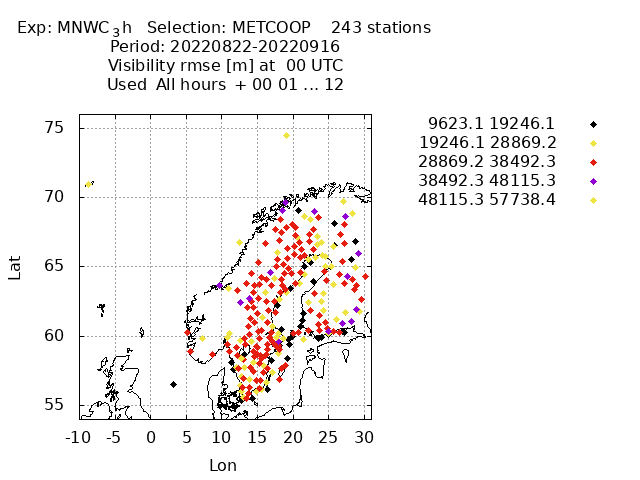 Exp: MNWC_3h Selection: METCOOP 243 stations
Period: 20220822-20220916
Visibility rmse [m] at 00 UTC
Used All hours + 00 01 ... 12
9623.1 19246.1
19246.1 28869.2
28869.2 38492.3
38492.3 48115.3
48115.3 57738.4
75
70
65
60
55
Lat
-10 -5 0 5 10 15 20 25 30
Lon